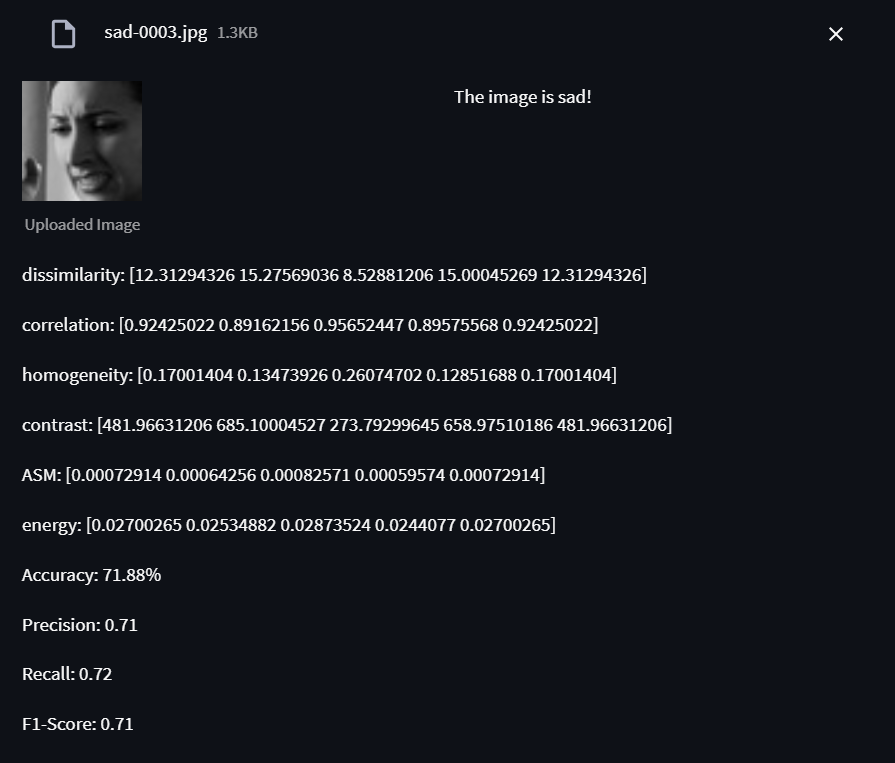 sad-0003.jpg 1.3KB
The image is sad!
Uploaded Image
dissimilarity: [12.31294326 15.27569036 8.52881206 15.00045269 12.31294326]
correlation: [0.92425022 0.89162156 0.95652447 0.89575568 0.92425022]
homogeneity: [0.17001404 0.13473926 0.26074702 0.12851688 0.17001404]
contrast: [481.96631206 685.10004527 273.79299645 658.97510186 481.96631206]
ASM: [0.00072914 0.00064256 0.00082571 0.00059574 0.00072914]
energy: [0.02700265 0.02534882 0.02873524 0.0244077 0.02700265]
Accuracy: 71.88%
Precision: 0.71
Recall: 0.72
F1-Score: 0.71